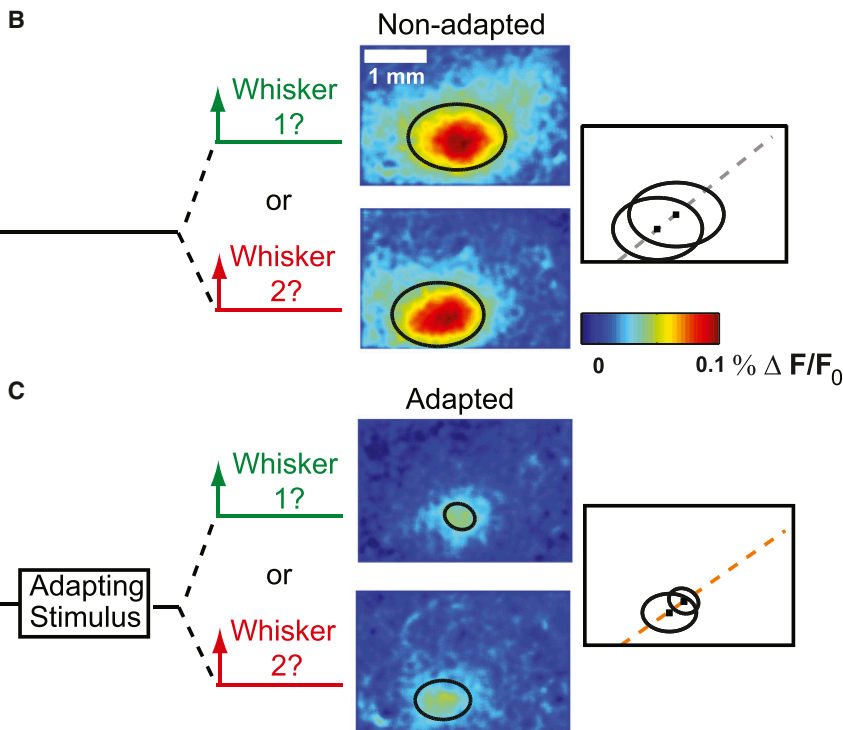 B
Non-adapted
Whisker
1?
1 mm
or
Whisker
2?
0
0.1 % Δ F/F0
C
Adapted
Whisker
1?
Adapting
Stimulus
or
Whisker
2?